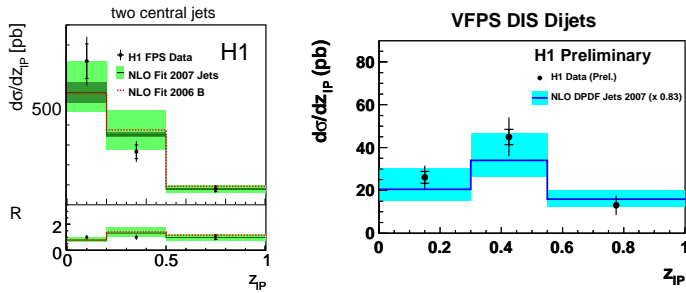 two central jets
dσ/dz_IP [pb]
H1
H1 FPS Data
NLO Fit 2007 Jets
NLO Fit 2006 B
500
R
2
0
0 0.5 1
z_IP
VFPS DIS Dijets
dσ/dz_IP (pb)
H1 Preliminary
H1 Data (Prel.)
NLO DPDF Jets 2007 (x 0.83)
80
60
40
20
0
0 0.2 0.4 0.6 0.8 1
z_IP